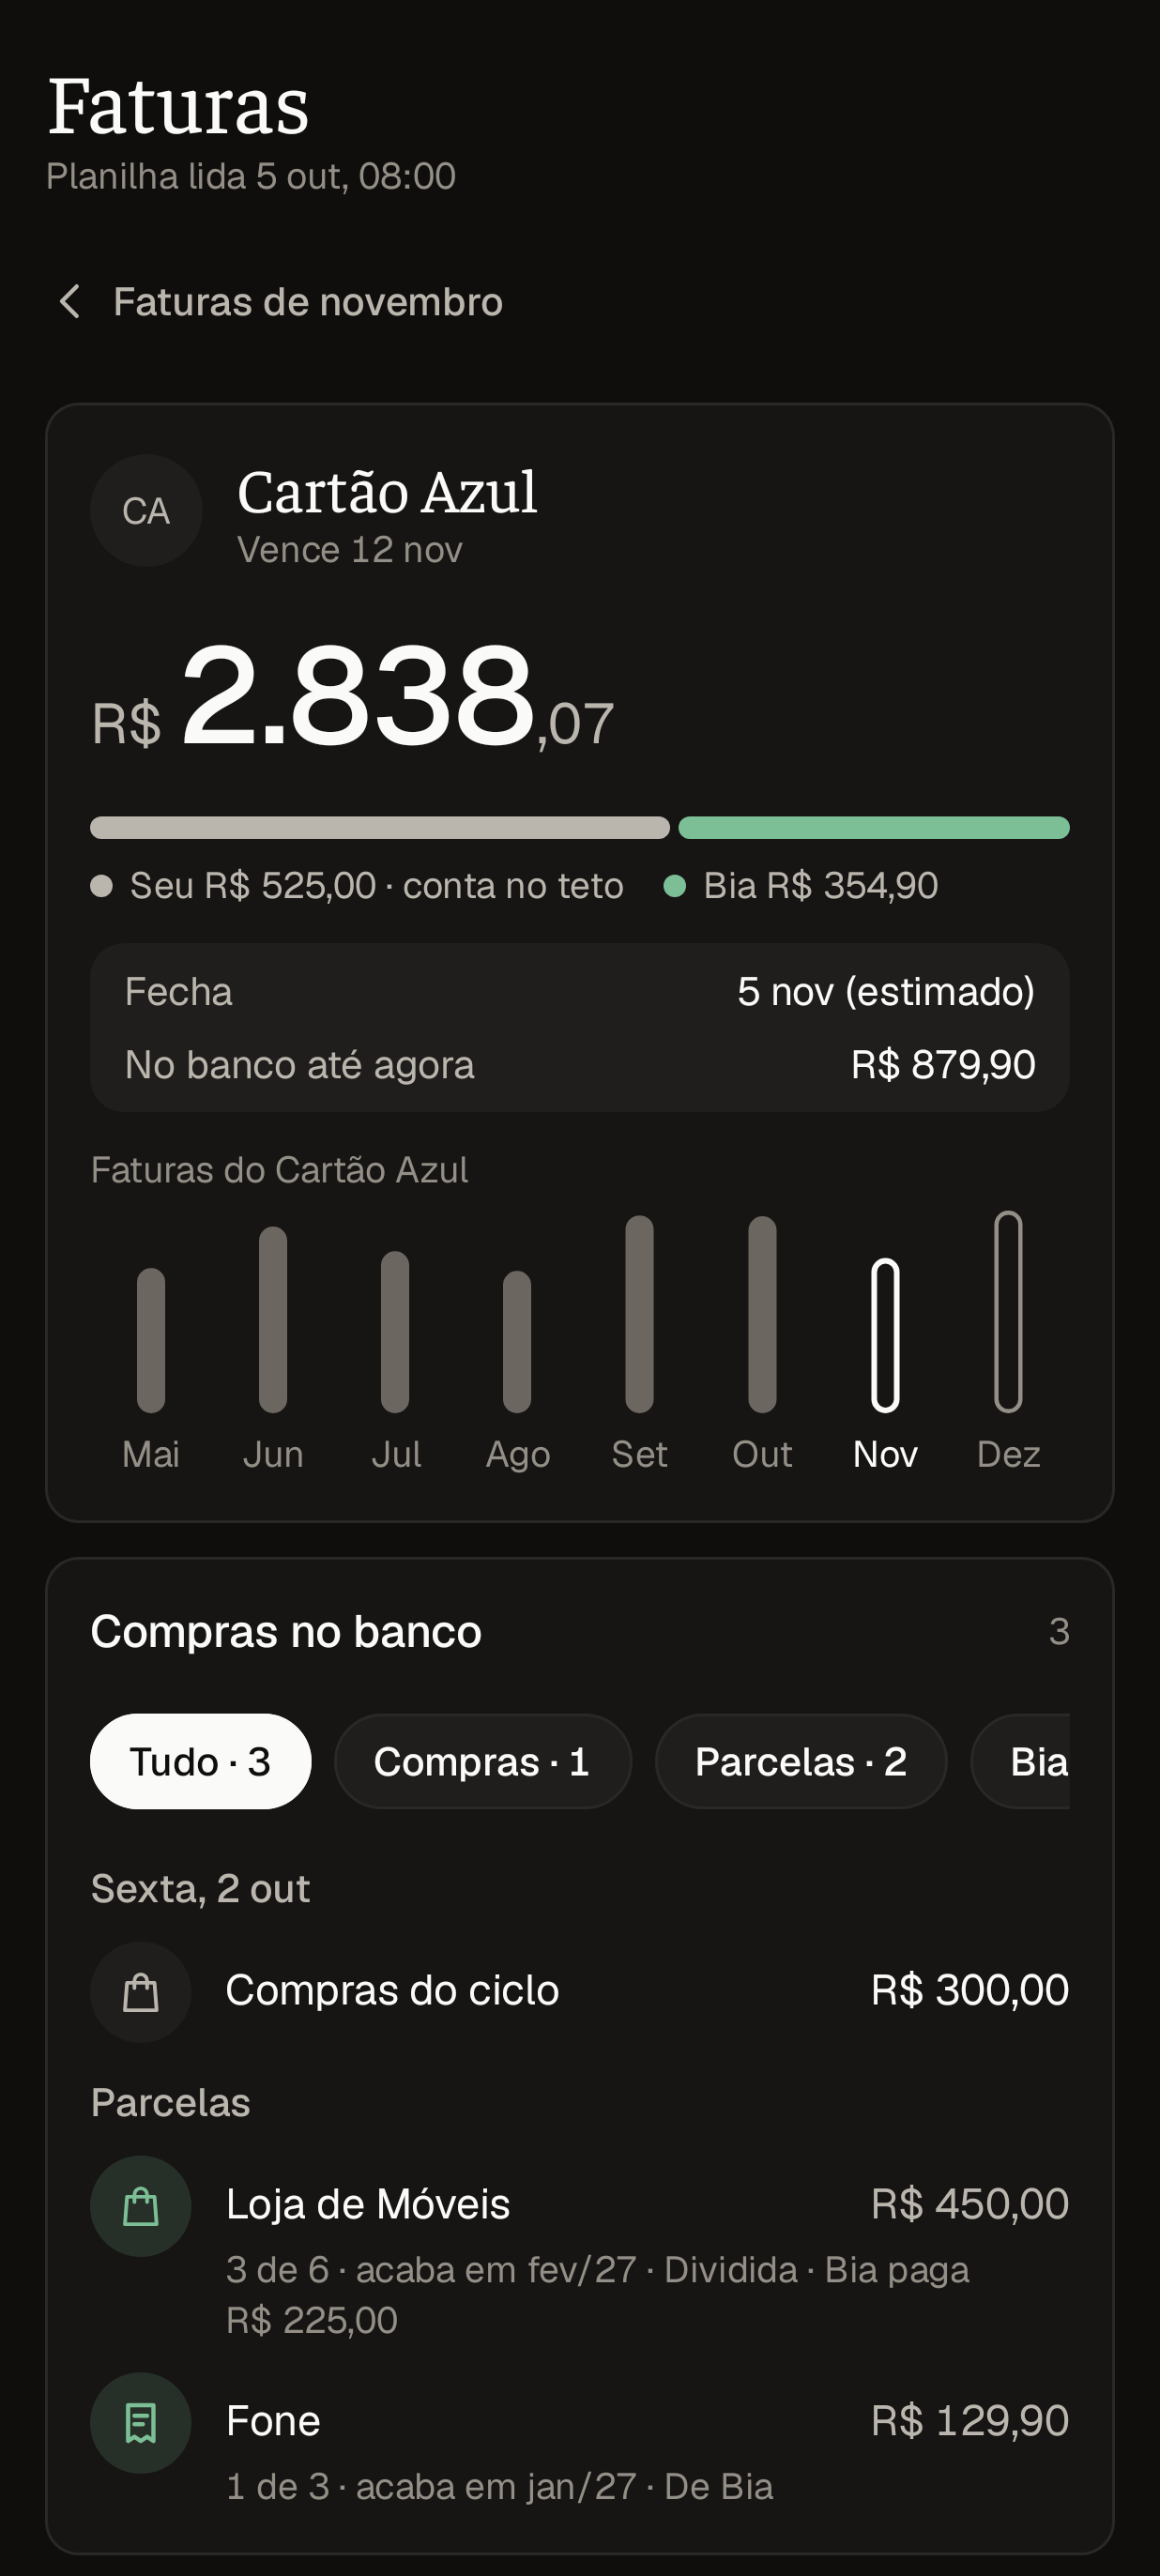 Faturas
Planilha lida 5 out, 08:00
Faturas de novembro
CA
Cartão Azul
Vence 12 nov
R$ 2.838,07
Seu R$ 525,00 · conta no teto
Bia R$ 354,90
Fecha 5 nov (estimado)
No banco até agora R$ 879,90
Faturas do Cartão Azul
Mai Jun Jul Ago Set Out Nov Dez
Compras no banco 3
Tudo · 3 Compras · 1 Parcelas · 2 Bia
Sexta, 2 out
Compras do ciclo R$ 300,00
Parcelas
Loja de Móveis R$ 450,00
3 de 6 · acaba em fev/27 · Dividida · Bia paga
R$ 225,00
Fone R$ 129,90
1 de 3 · acaba em jan/27 · De Bia